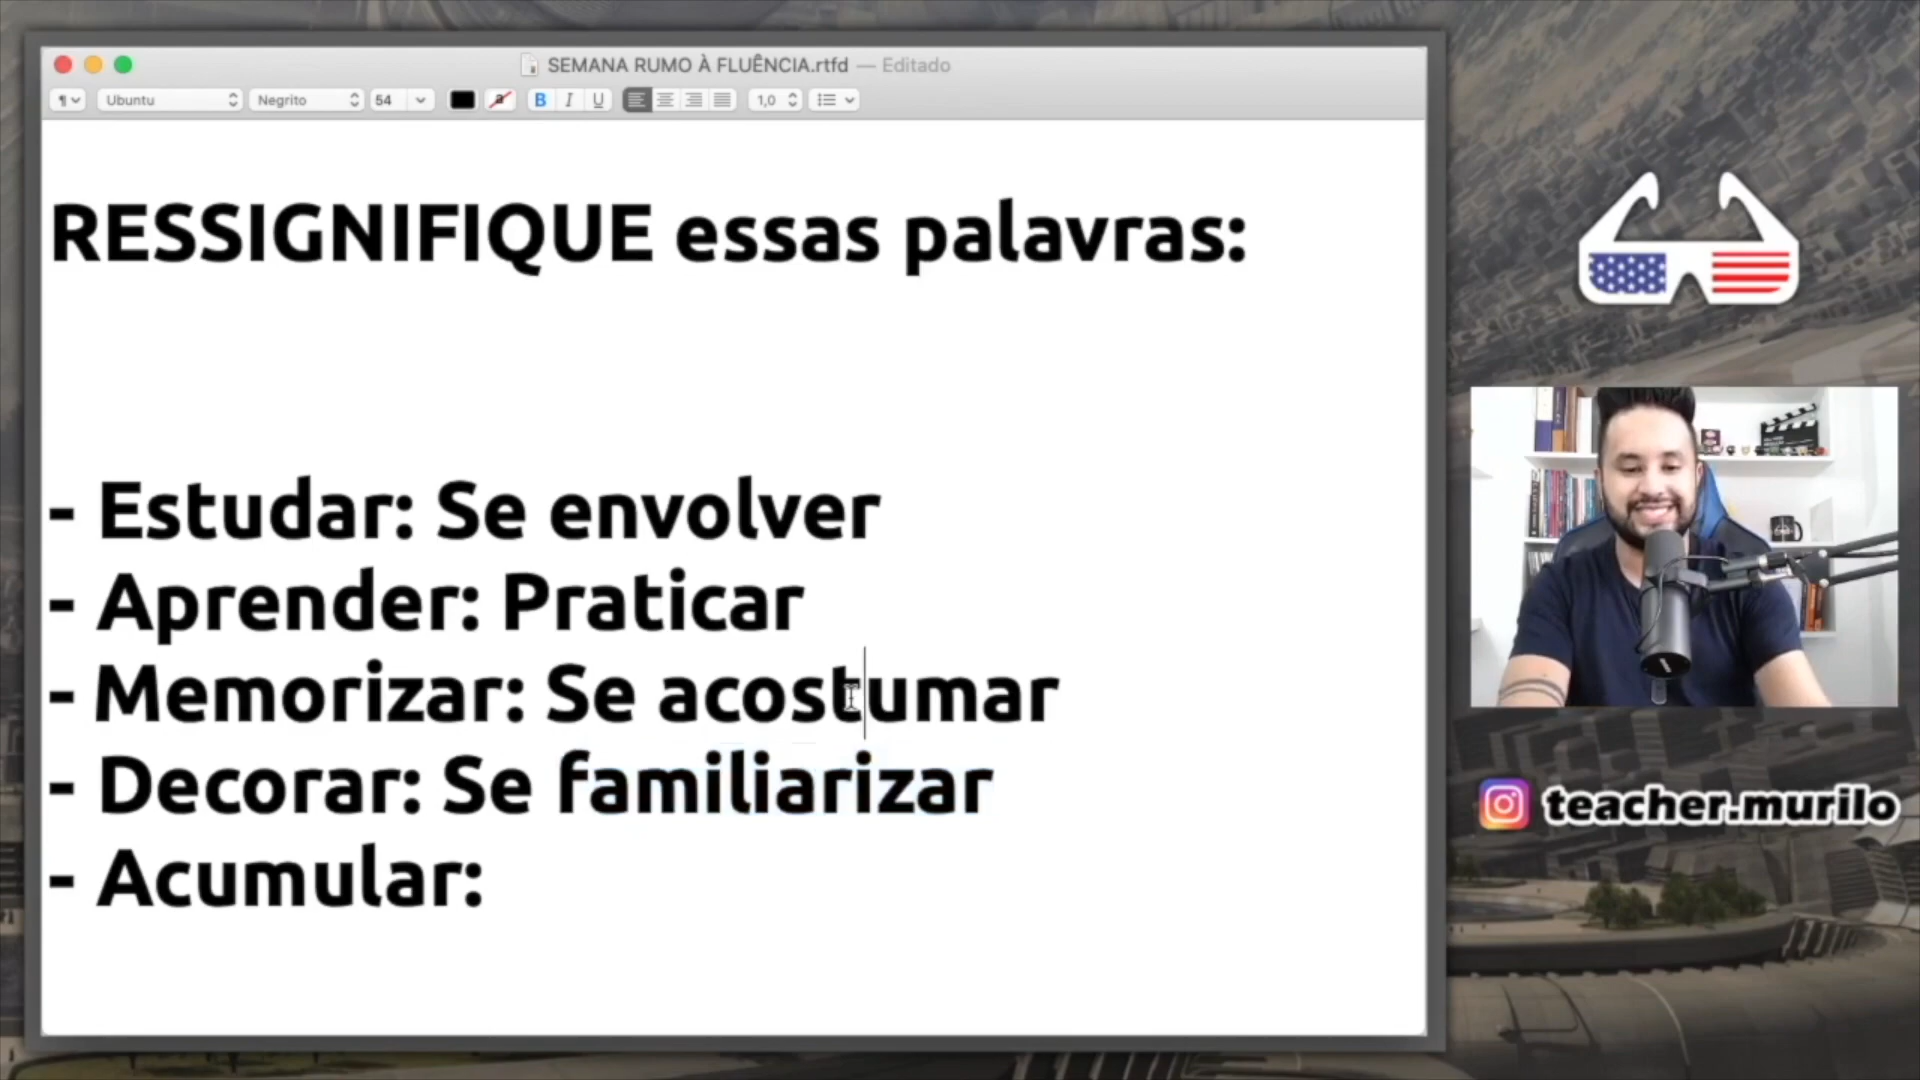 SEMANA RUMO À FLUÊNCIA.rtfd — Editado
¶ Ubuntu Negrito 54 a B I U 1,0
RESSIGNIFIQUE essas palavras:
- Estudar: Se envolver
- Aprender: Praticar
- Memorizar: Se acostumar
- Decorar: Se familiarizar
- Acumular:
teacher.murilo